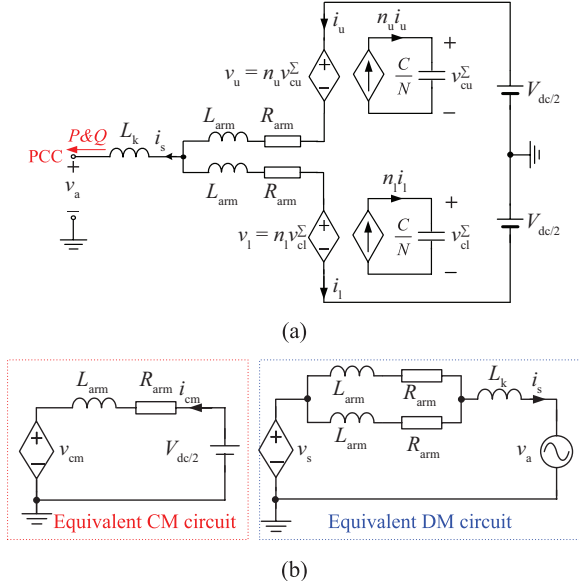 i_u
n_u i_u
v_u = n_u v_cu^Σ
C/N
v_cu^Σ
V_dc/2
L_arm
R_arm
P&Q
L_k
i_s
PCC
v_a
L_arm
R_arm
n_l i_l
v_l = n_l v_cl^Σ
C/N
v_cl^Σ
V_dc/2
i_l
(a)
L_arm
R_arm
i_cm
v_cm
V_dc/2
Equivalent CM circuit
L_arm
R_arm
L_k
i_s
L_arm
R_arm
v_s
v_a
Equivalent DM circuit
(b)